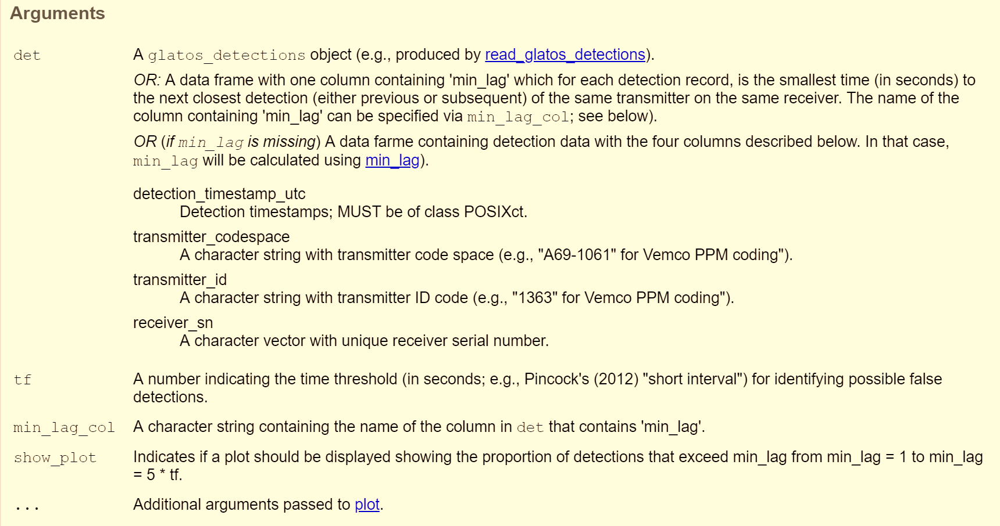 Arguments
det A glatos_detections object (e.g., produced by read_glatos_detections).
OR: A data frame with one column containing 'min_lag' which for each detection record, is the smallest time (in seconds) to
the next closest detection (either previous or subsequent) of the same transmitter on the same receiver. The name of the
column containing 'min_lag' can be specified via min_lag_col; see below).
OR (if min_lag is missing) A data farme containing detection data with the four columns described below. In that case,
min_lag will be calculated using min_lag).
detection_timestamp_utc
Detection timestamps; MUST be of class POSIXct.
transmitter_codespace
A character string with transmitter code space (e.g., "A69-1061" for Vemco PPM coding").
transmitter_id
A character string with transmitter ID code (e.g., "1363" for Vemco PPM coding").
receiver_sn
A character vector with unique receiver serial number.
tf A number indicating the time threshold (in seconds; e.g., Pincock's (2012) "short interval") for identifying possible false
detections.
min_lag_col A character string containing the name of the column in det that contains 'min_lag'.
show_plot Indicates if a plot should be displayed showing the proportion of detections that exceed min_lag from min_lag = 1 to min_lag
= 5 * tf.
... Additional arguments passed to plot.